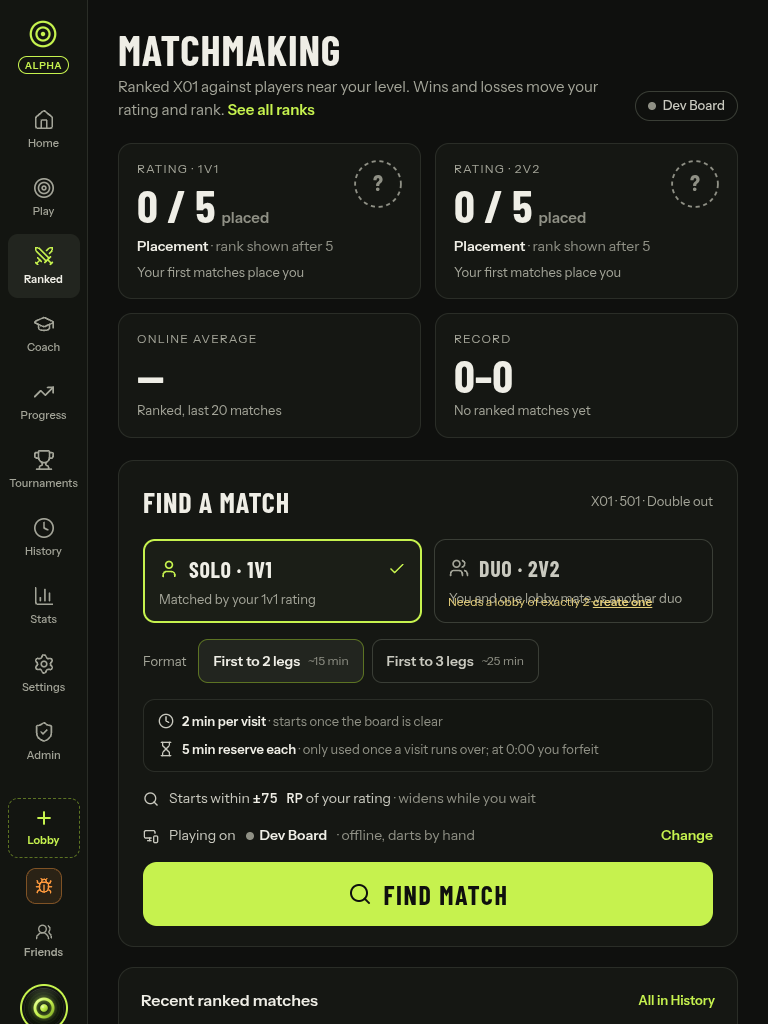 ALPHA
Home
Play
Ranked
Coach
Progress
Tournaments
History
Stats
Settings
Admin
Lobby
Friends
MATCHMAKING
Ranked X01 against players near your level. Wins and losses move your
rating and rank. See all ranks
Dev Board
RATING · 1V1
?
0 / 5 placed
Placement · rank shown after 5
Your first matches place you
RATING · 2V2
?
0 / 5 placed
Placement · rank shown after 5
Your first matches place you
ONLINE AVERAGE
–
Ranked, last 20 matches
RECORD
0–0
No ranked matches yet
FIND A MATCH
X01 · 501 · Double out
SOLO · 1V1
Matched by your 1v1 rating
DUO · 2V2
You and one lobby mate vs another duo
Needs a lobby of exactly 2 create one
Format
First to 2 legs ~15 min
First to 3 legs ~25 min
2 min per visit · starts once the board is clear
5 min reserve each · only used once a visit runs over; at 0:00 you forfeit
Starts within ±75 RP of your rating · widens while you wait
Playing on Dev Board · offline, darts by hand
Change
FIND MATCH
Recent ranked matches
All in History